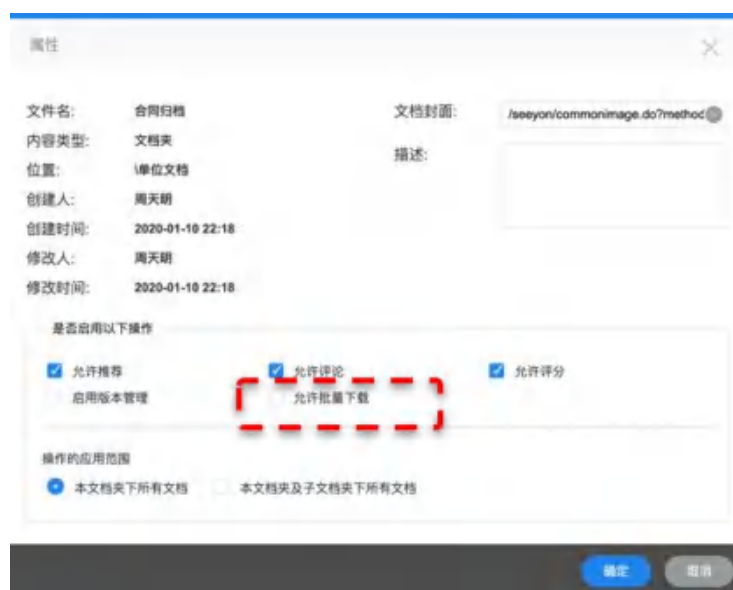 属性
文件名: 合同归档
文档封面: /seeyon/commonimage.do?method
内容类型: 文档夹
描述:
位置: \单位文档
创建人: 周天明
创建时间: 2020-01-10 22:18
修改人: 周天明
修改时间: 2020-01-10 22:18
是否启用以下操作
允许推荐 允许评论 允许评分
启用版本管理 允许批量下载
操作的应用范围
本文档夹下所有文档 本文档夹及子文档夹下所有文档
确定 取消